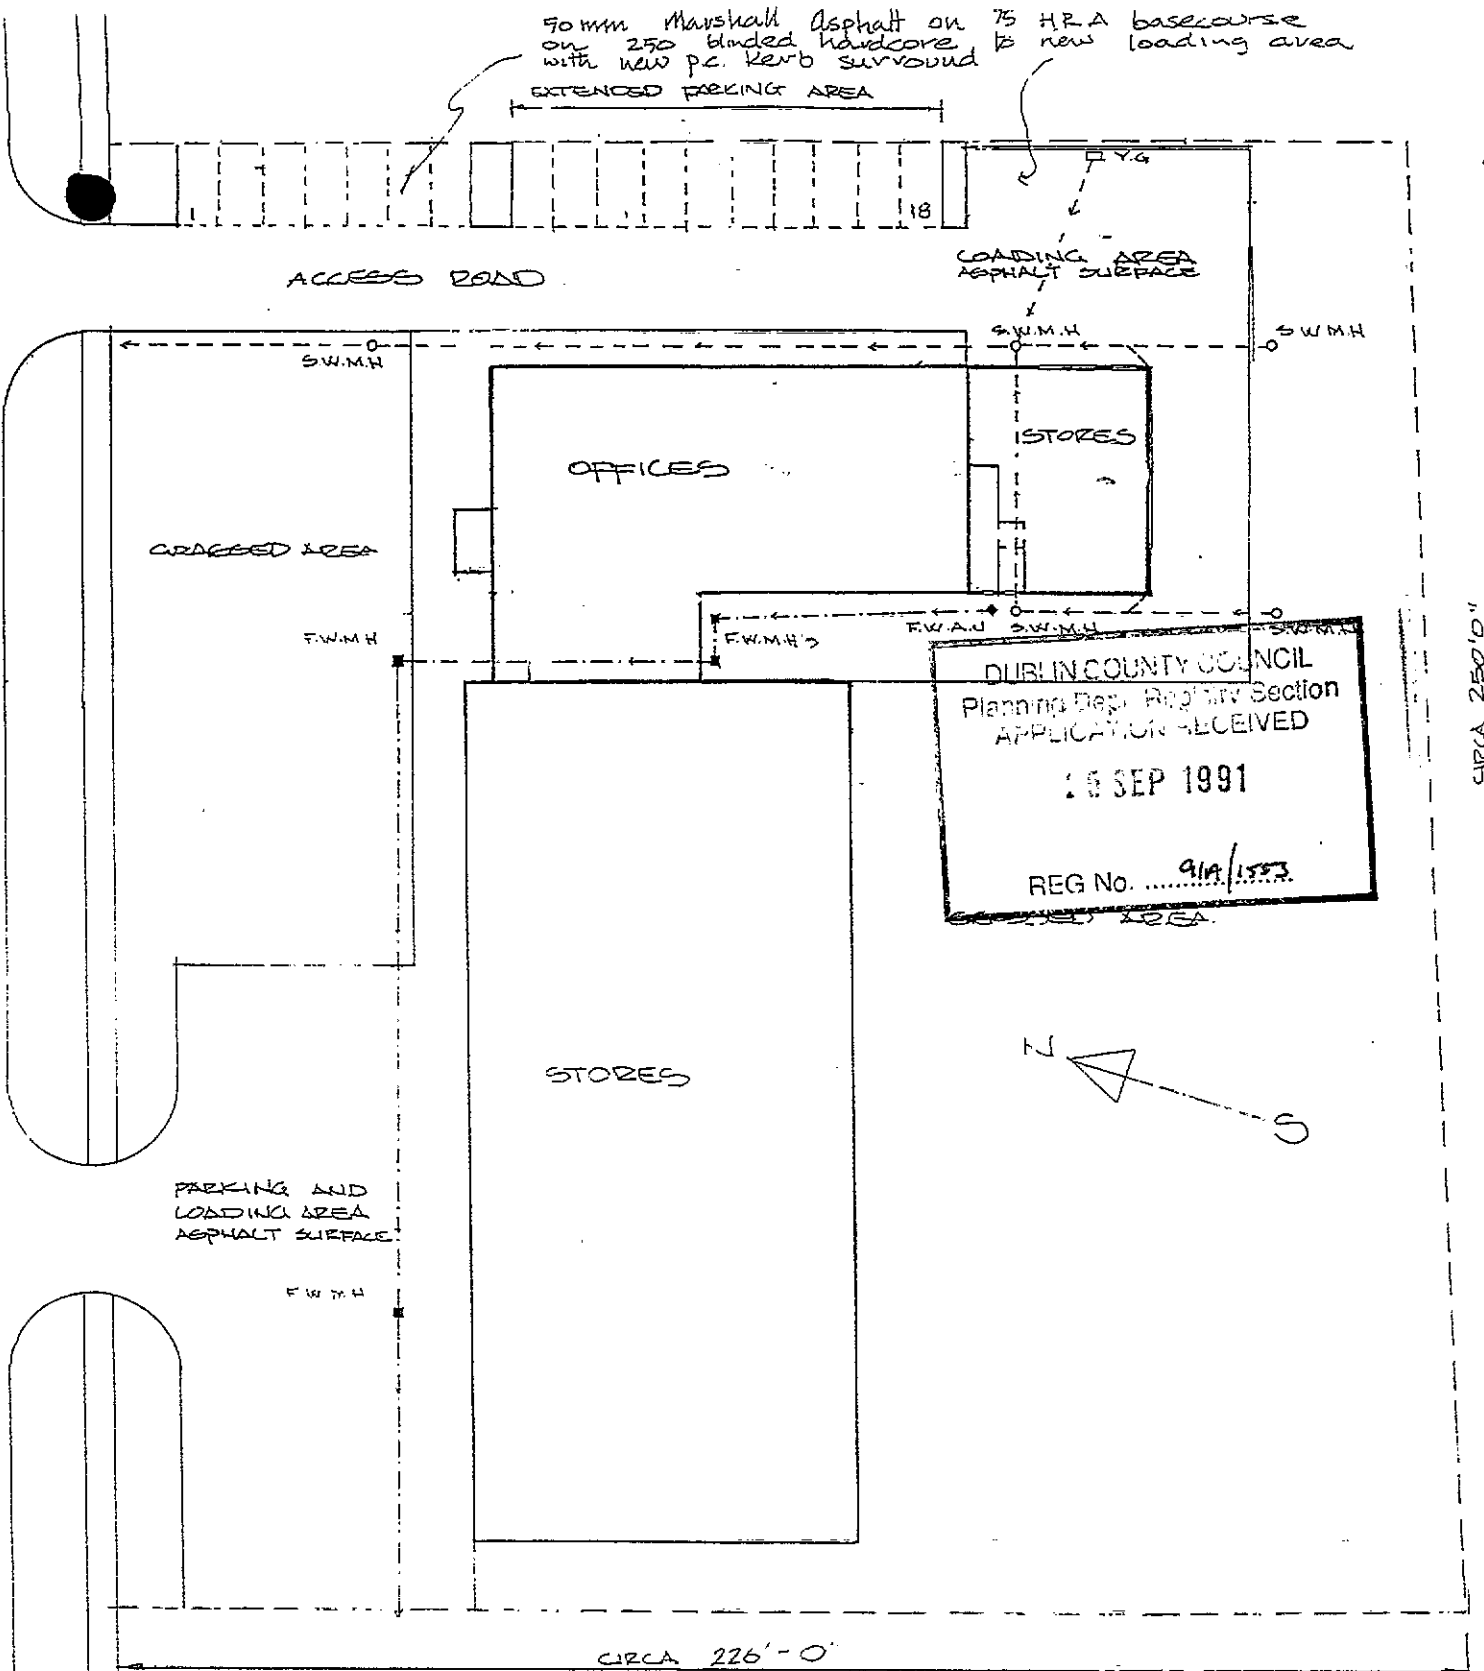 50mm Marshall Asphalt on 75 HRA basecourse
on 250 blinded hardcore to new loading area
with new p.c. kerb surround
EXTENDED PARKING AREA
Y.G
1
18
LOADING AREA
ASPHALT SURFACE
ACCESS ROAD
S.W.M.H
S.W.M.H
S W M H
STORES
OFFICES
GRASSED AREA
F.W.M H
F.W.M.H'S
F.W.A.J
S.W.M.H
S.W.M.H
CIRCA 250'0"
DUBLIN COUNTY COUNCIL
Planning Dept. Registry Section
APPLICATION RECEIVED
SEP 1991
REG No. 91A/1553
AREA.
N
S
STORES
PARKING AND
LOADING AREA
ASPHALT SURFACE
F W M H
CIRCA 226'-0"